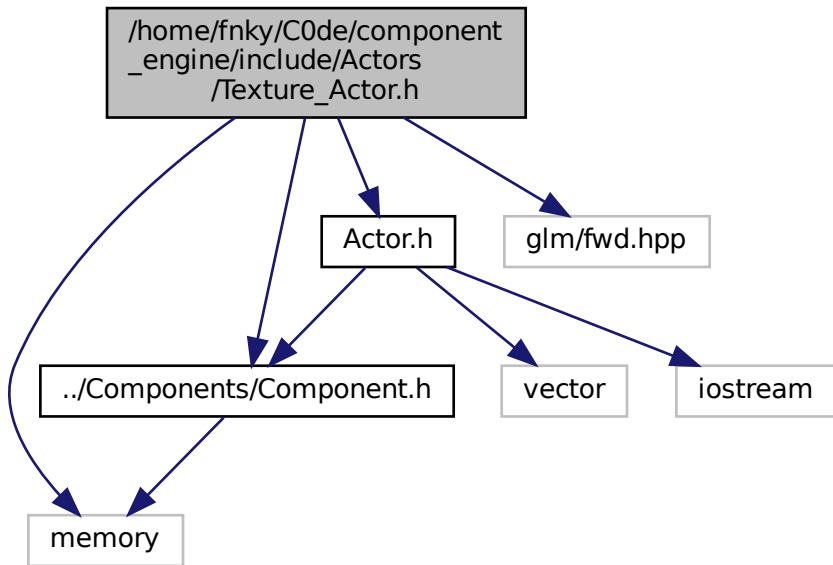 /home/fnky/C0de/component
_engine/include/Actors
/Texture_Actor.h
Actor.h
glm/fwd.hpp
../Components/Component.h
vector
iostream
memory